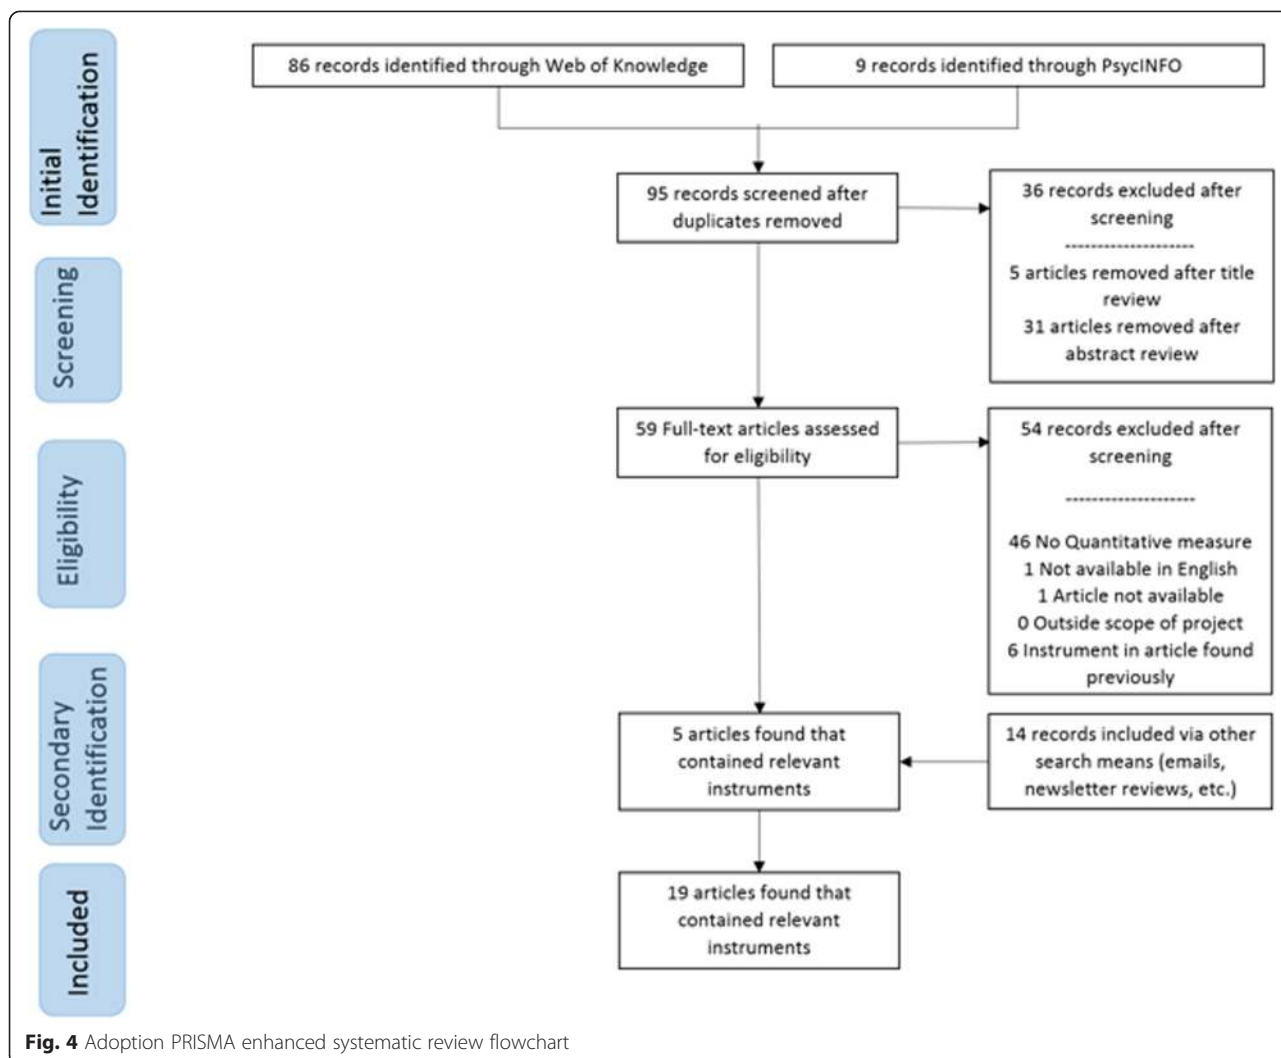 Initial
Identification
86 records identified through Web of Knowledge
9 records identified through PsycINFO
95 records screened after
duplicates removed
36 records excluded after
screening
--------------------
5 articles removed after title
review
31 articles removed after
abstract review
Screening
59 Full-text articles assessed
for eligibility
54 records excluded after
screening
--------------------
46 No Quantitative measure
1 Not available in English
1 Article not available
0 Outside scope of project
6 Instrument in article found
previously
Eligibility
Secondary
Identification
5 articles found that
contained relevant
instruments
14 records included via other
search means (emails,
newsletter reviews, etc.)
Included
19 articles found that
contained relevant
instruments
Fig. 4 Adoption PRISMA enhanced systematic review flowchart